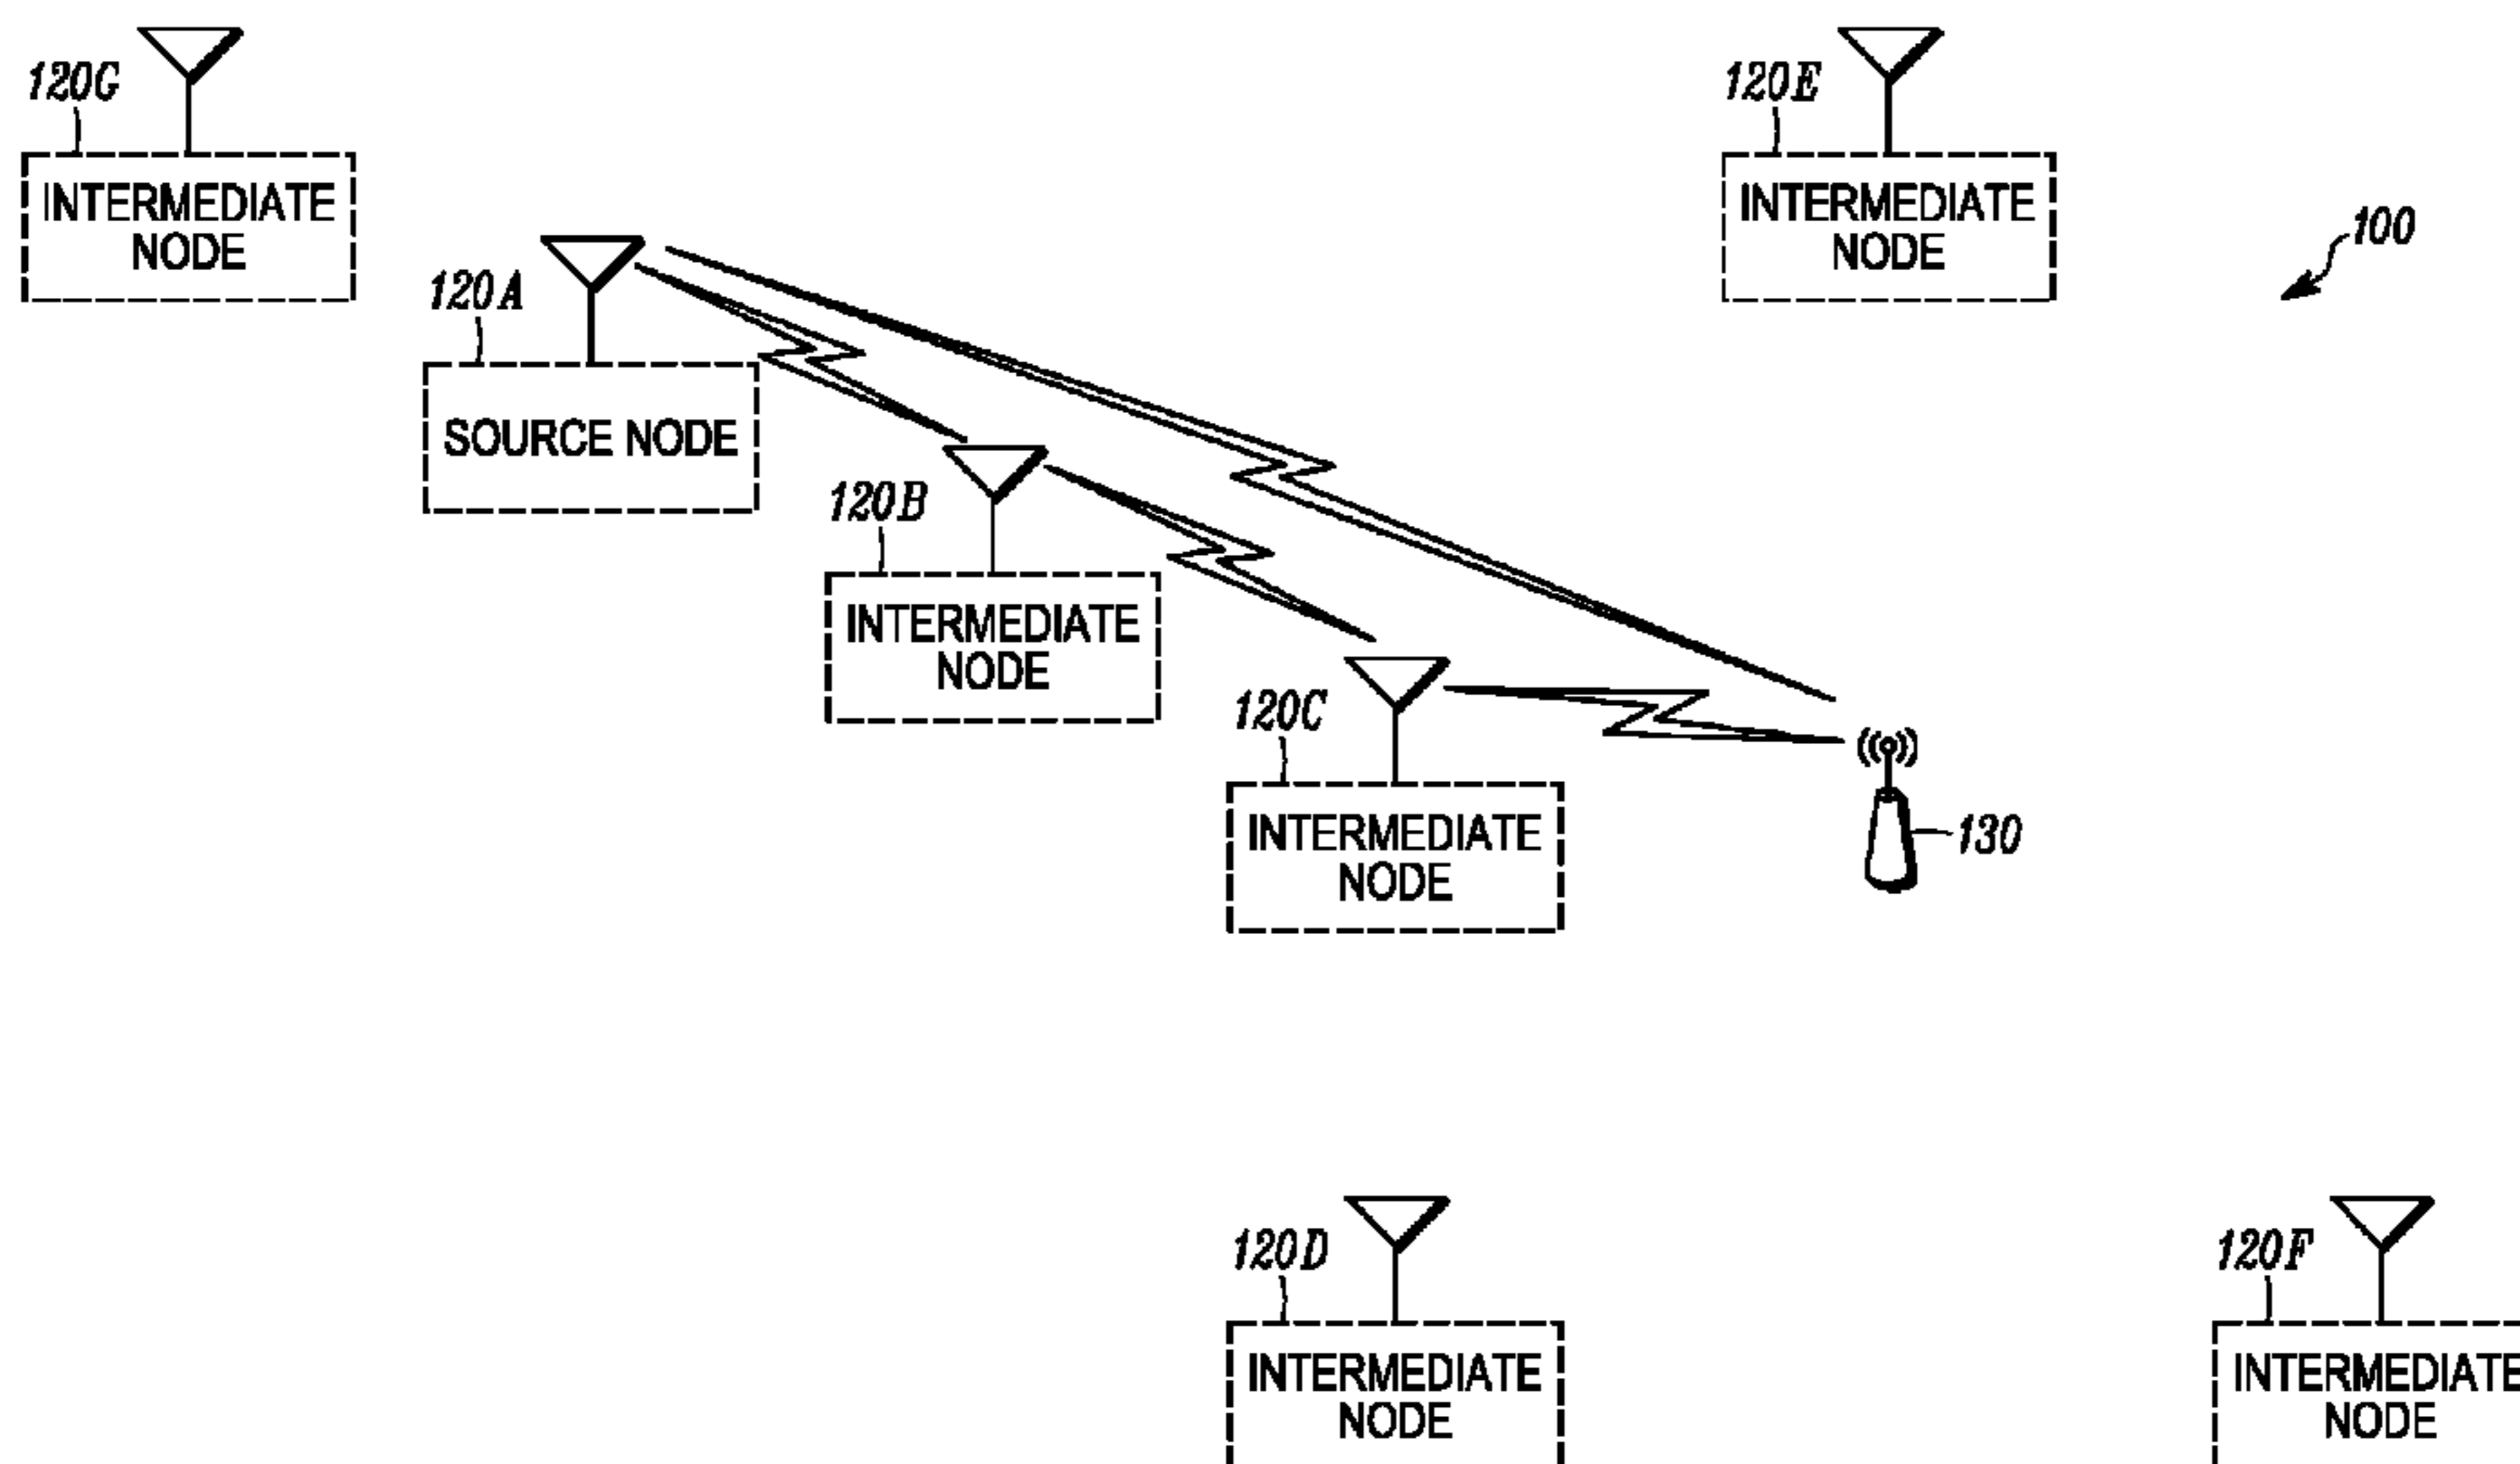 120G
INTERMEDIATE
NODE
120E
INTERMEDIATE
NODE
100
120A
SOURCE NODE
120B
INTERMEDIATE
NODE
120C
INTERMEDIATE
NODE
130
120D
INTERMEDIATE
NODE
120F
INTERMEDIATE
NODE